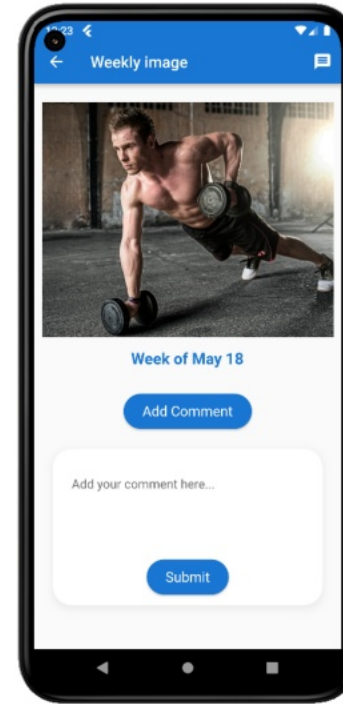 Weekly image
Week of May 18
Add Comment
Add your comment here...
Submit